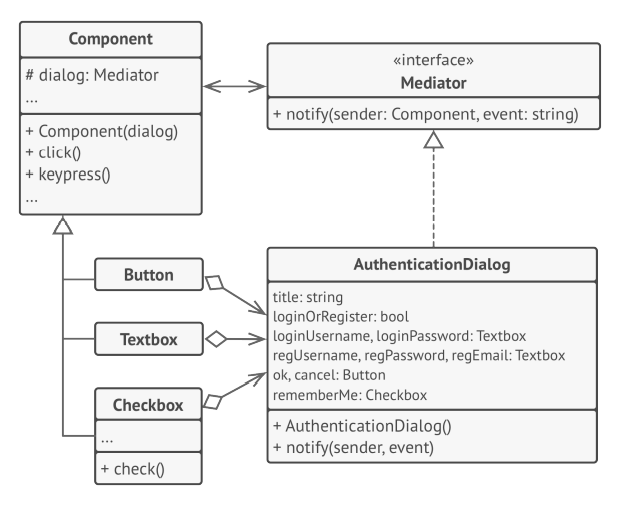 Component
# dialog: Mediator
...
+ Component(dialog)
+ click()
+ keypress()
...
«interface»
Mediator
+ notify(sender: Component, event: string)
Button
Textbox
Checkbox
...
+ check()
AuthenticationDialog
title: string
loginOrRegister: bool
loginUsername, loginPassword: Textbox
regUsername, regPassword, regEmail: Textbox
ok, cancel: Button
rememberMe: Checkbox
+ AuthenticationDialog()
+ notify(sender, event)